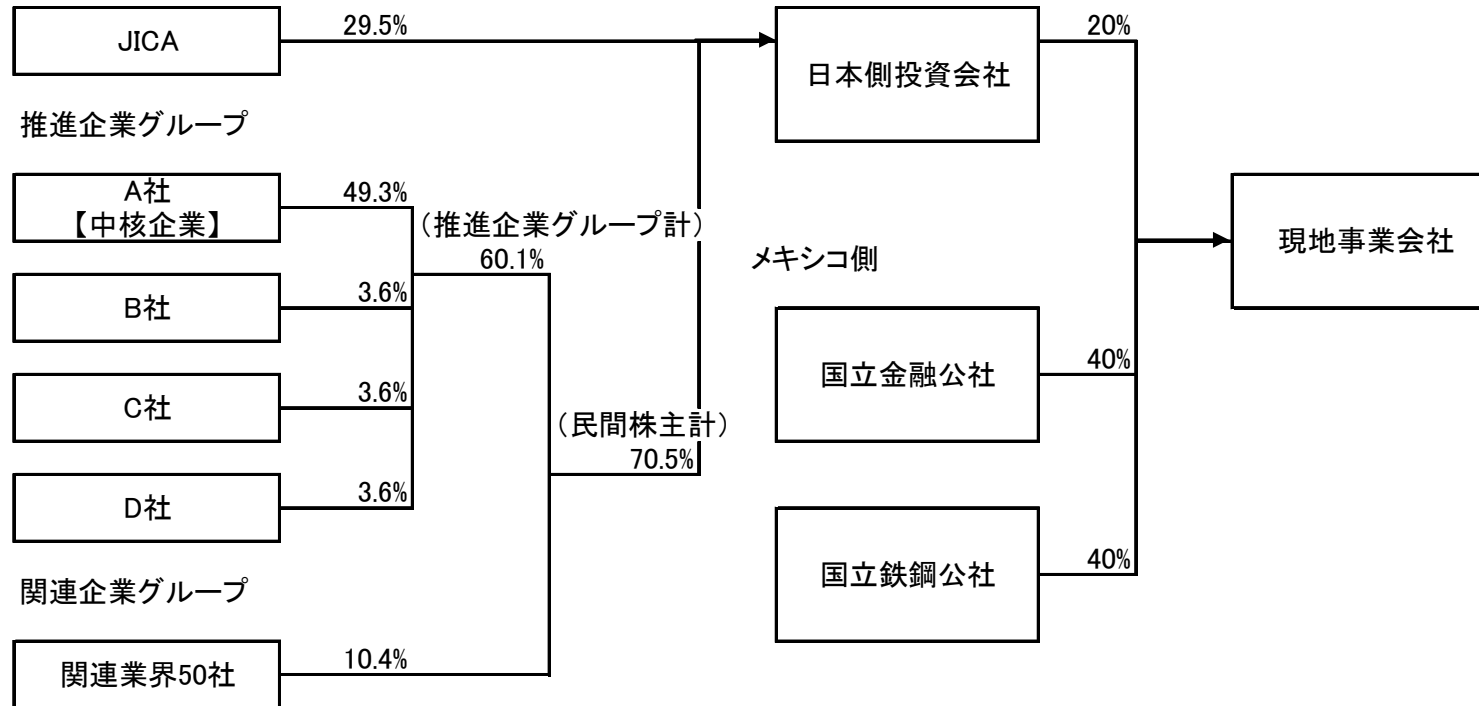 JICA
29.5%
推進企業グループ
A社
【中核企業】
49.3%
B社
3.6%
C社
3.6%
D社
3.6%
(推進企業グループ計)
60.1%
関連企業グループ
関連業界50社
10.4%
(民間株主計)
70.5%
日本側投資会社
20%
メキシコ側
国立金融公社
40%
国立鉄鋼公社
40%
現地事業会社